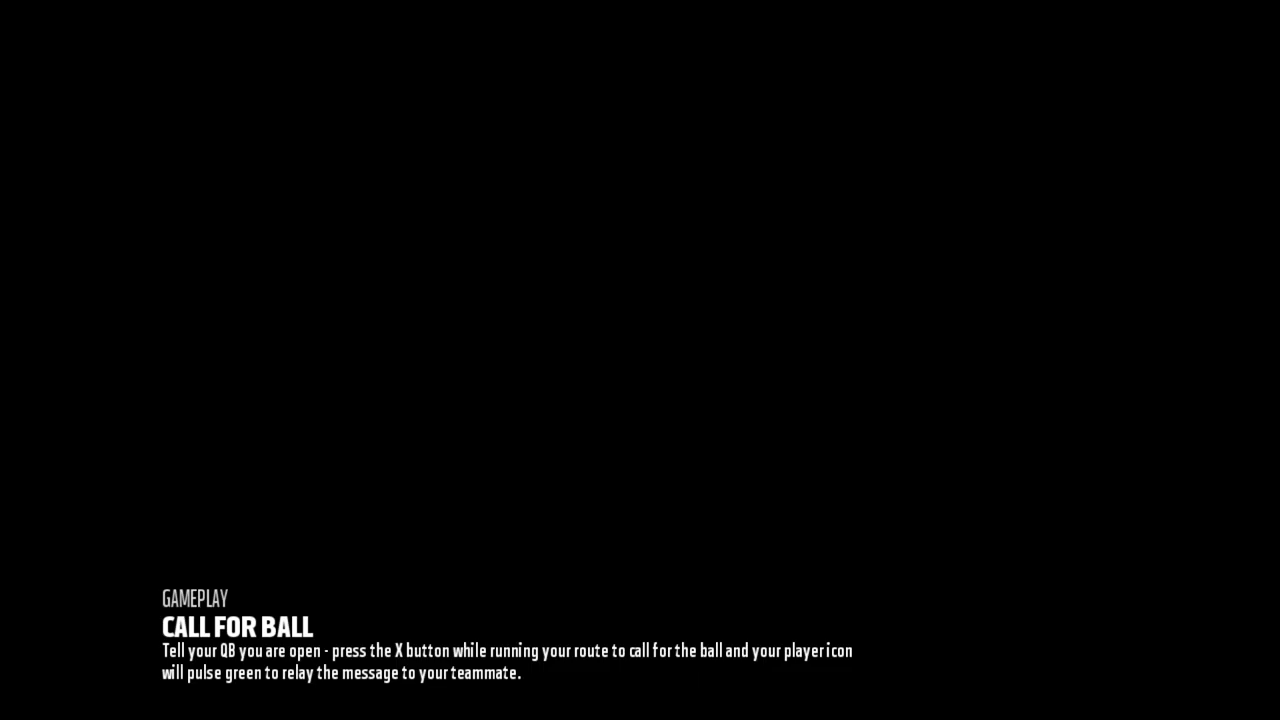 GAMEPLAY
CALL FOR BALL
Tell your QB you are open - press the X button while running your route to call for the ball and your player icon
will pulse green to relay the message to your teammate.